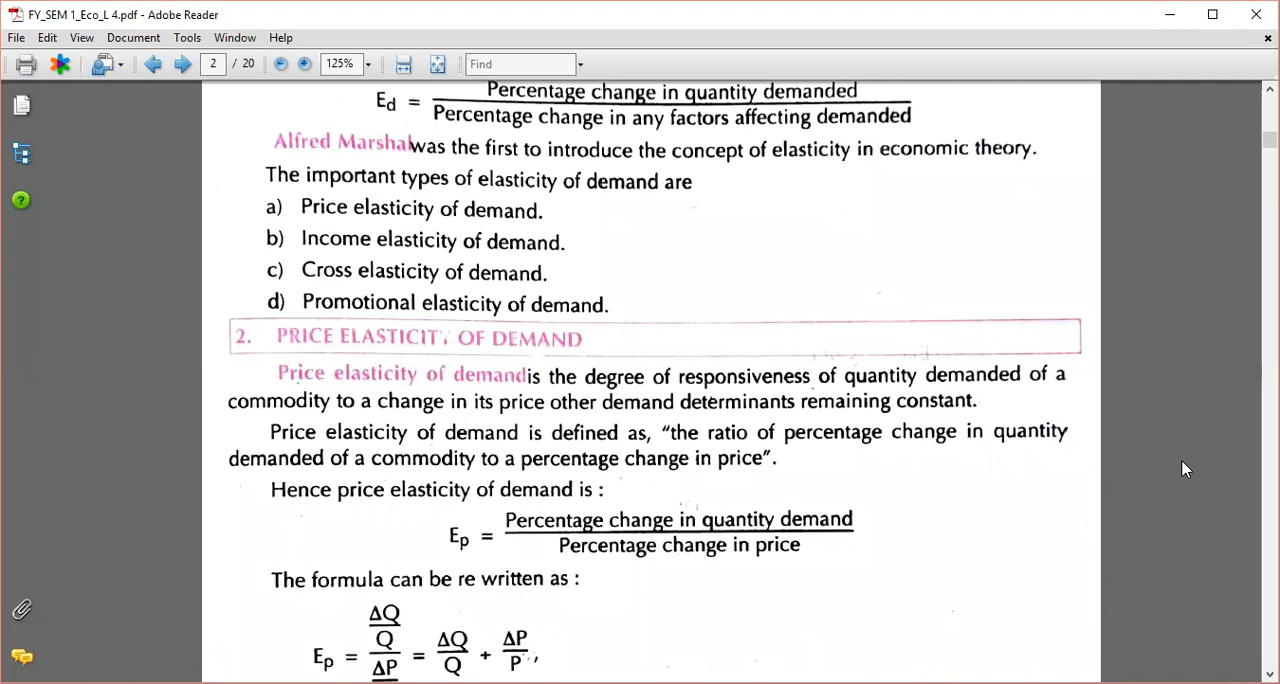 FY_SEM 1_Eco_L 4.pdf - Adobe Reader
File Edit View Document Tools Window Help
2 / 20 125% Find
Ed = Percentage change in quantity demanded
Percentage change in any factors affecting demanded
Alfred Marshal was the first to introduce the concept of elasticity in economic theory.
The important types of elasticity of demand are
a) Price elasticity of demand.
b) Income elasticity of demand.
c) Cross elasticity of demand.
d) Promotional elasticity of demand.
2. PRICE ELASTICITY OF DEMAND
Price elasticity of demand is the degree of responsiveness of quantity demanded of a
commodity to a change in its price other demand determinants remaining constant.
Price elasticity of demand is defined as, “the ratio of percentage change in quantity
demanded of a commodity to a percentage change in price”.
Hence price elasticity of demand is :
Ep = Percentage change in quantity demand
Percentage change in price
The formula can be re written as :
ΔQ
Q
Ep = ΔP = ΔQ/Q + ΔP/P ,